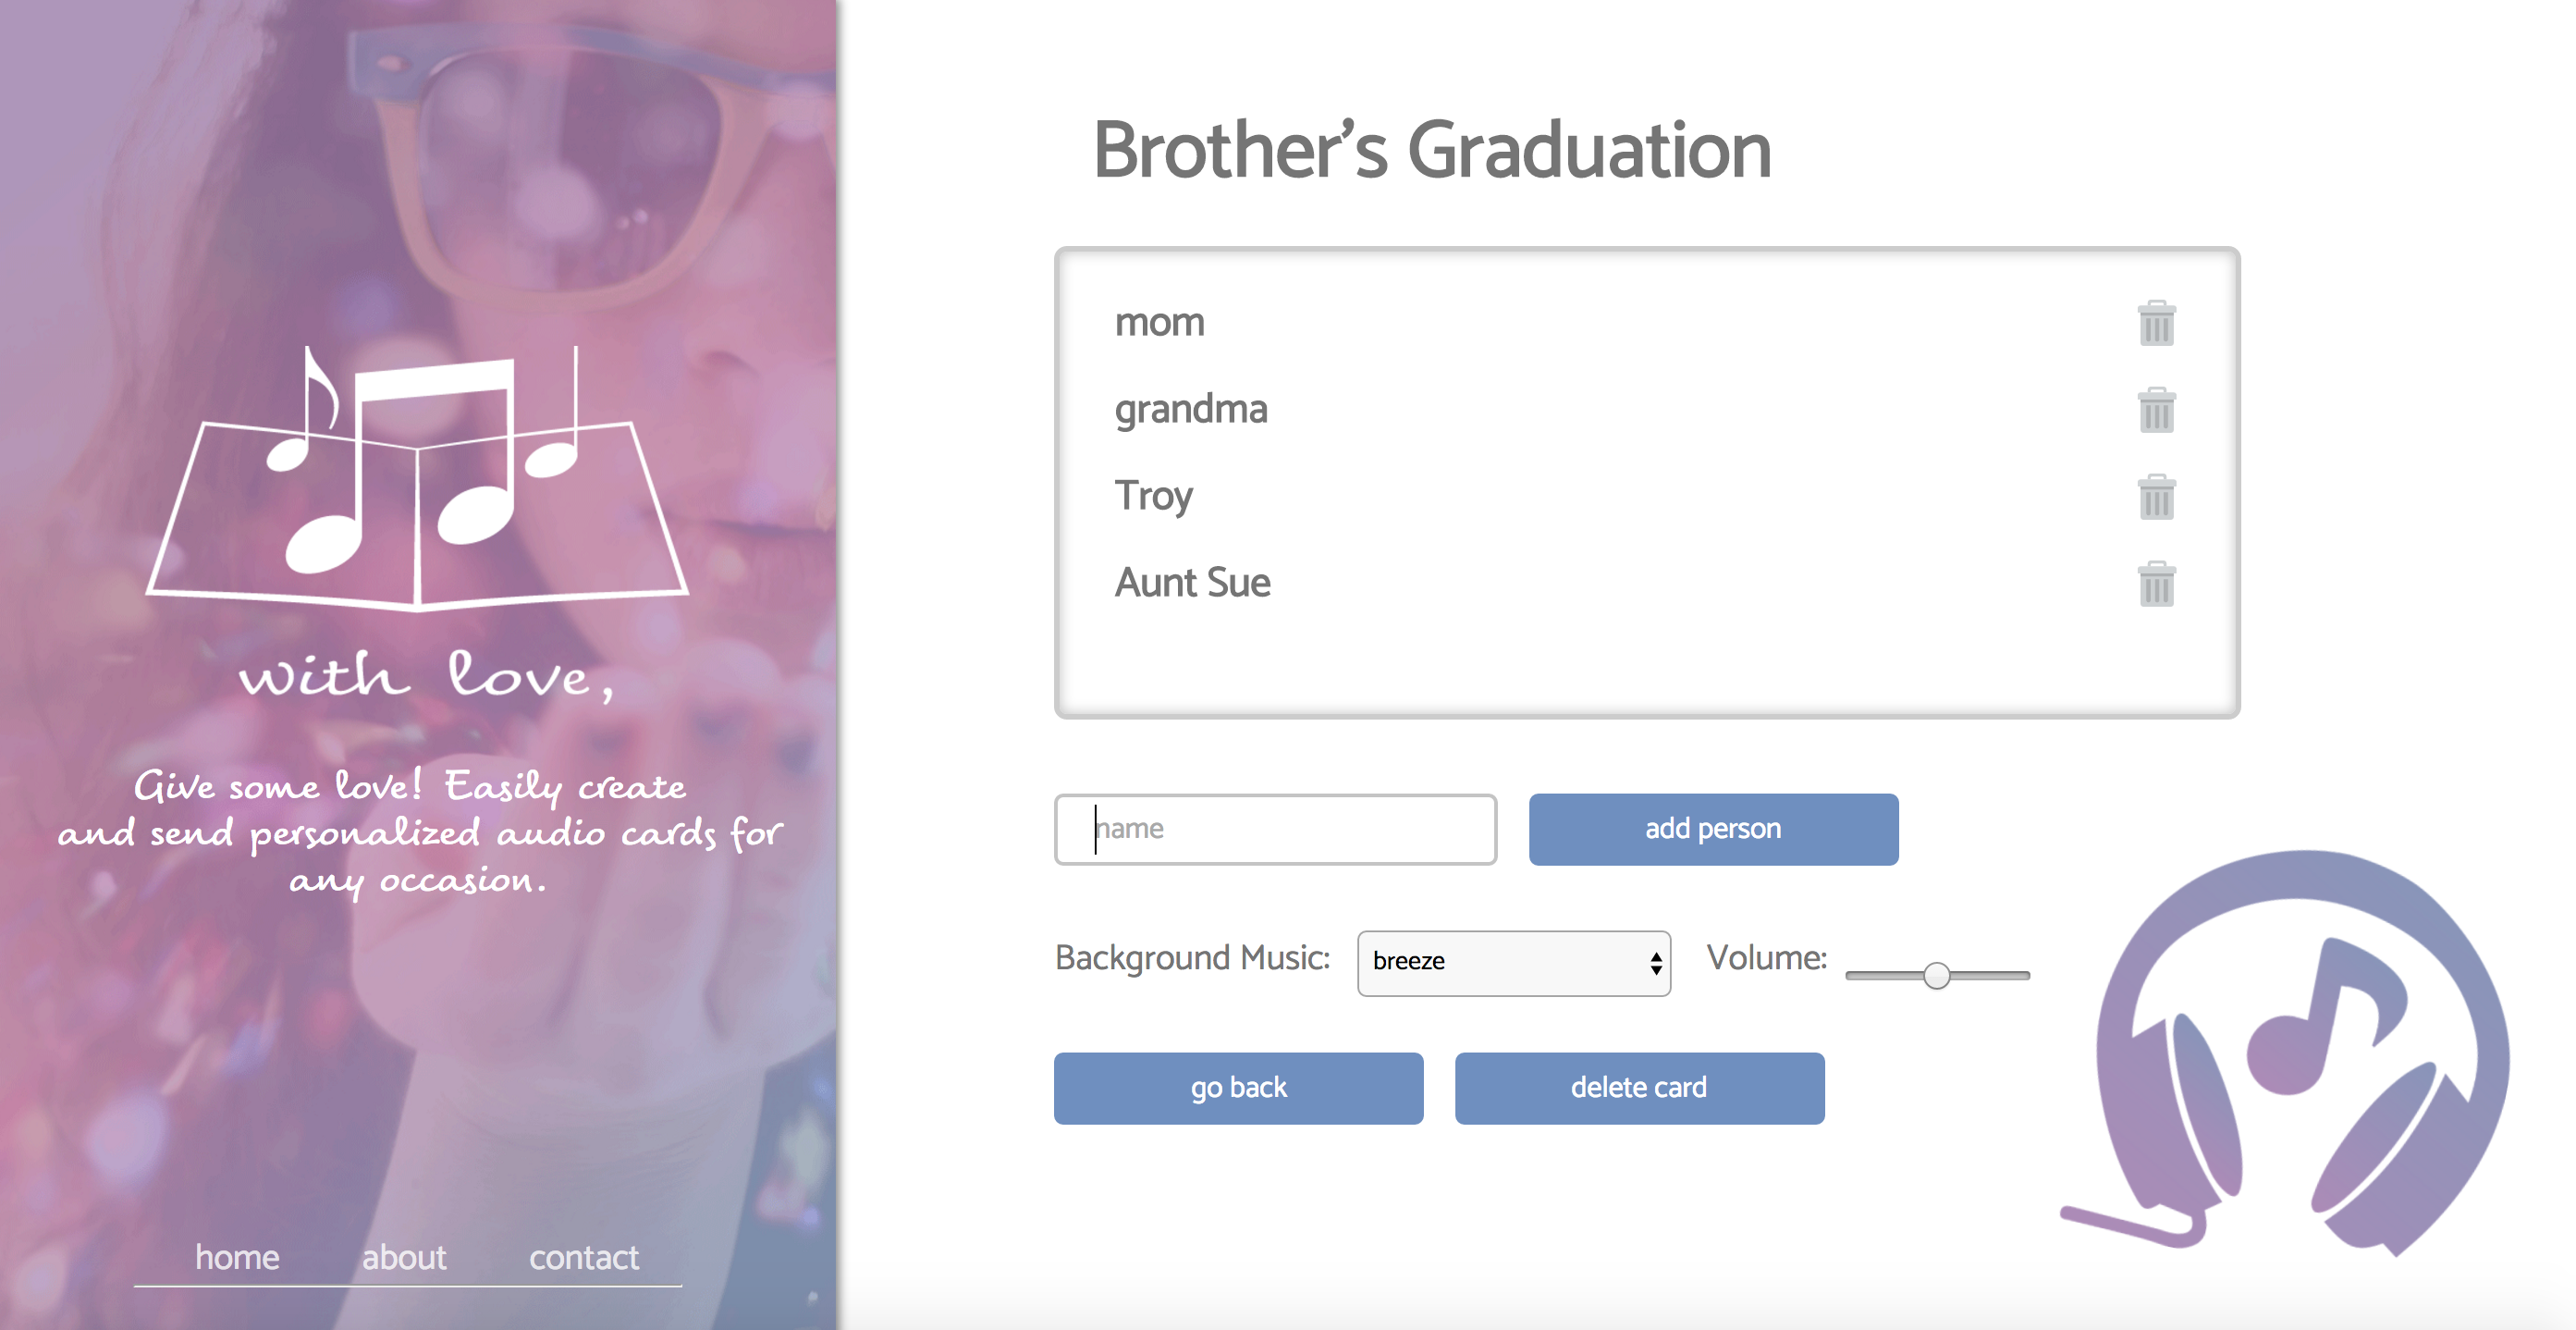 with love,
Give some love! Easily create
and send personalized audio cards for
any occasion.
home about contact
Brother's Graduation
mom
grandma
Troy
Aunt Sue
name
add person
Background Music: breeze Volume:
go back
delete card